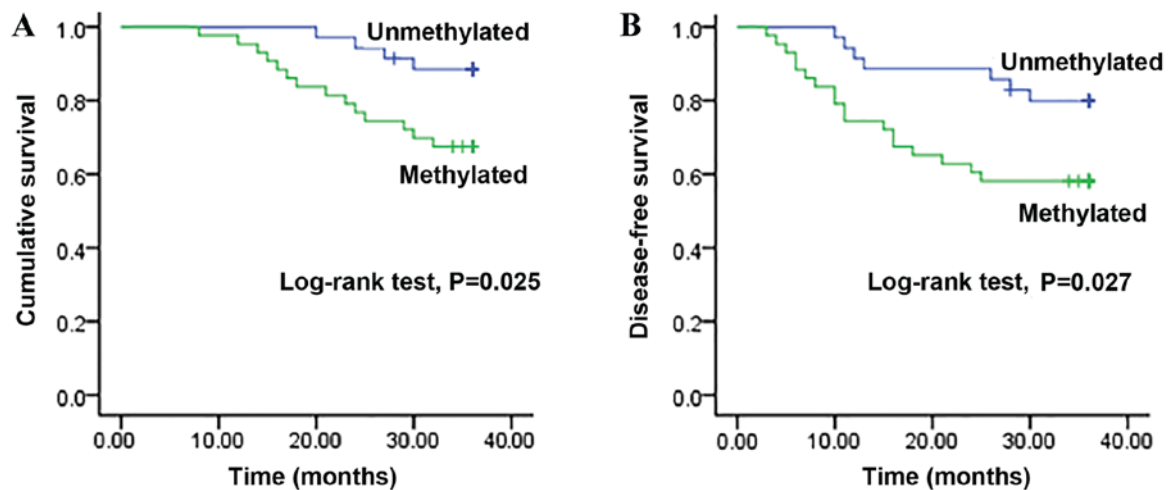 A
Cumulative survival
1.0
0.8
0.6
0.4
0.2
0.0
Unmethylated
Methylated
Log-rank test, P=0.025
0.00 10.00 20.00 30.00 40.00
Time (months)
B
Disease-free survival
1.0
0.8
0.6
0.4
0.2
0.0
Unmethylated
Methylated
Log-rank test, P=0.027
0.00 10.00 20.00 30.00 40.00
Time (months)